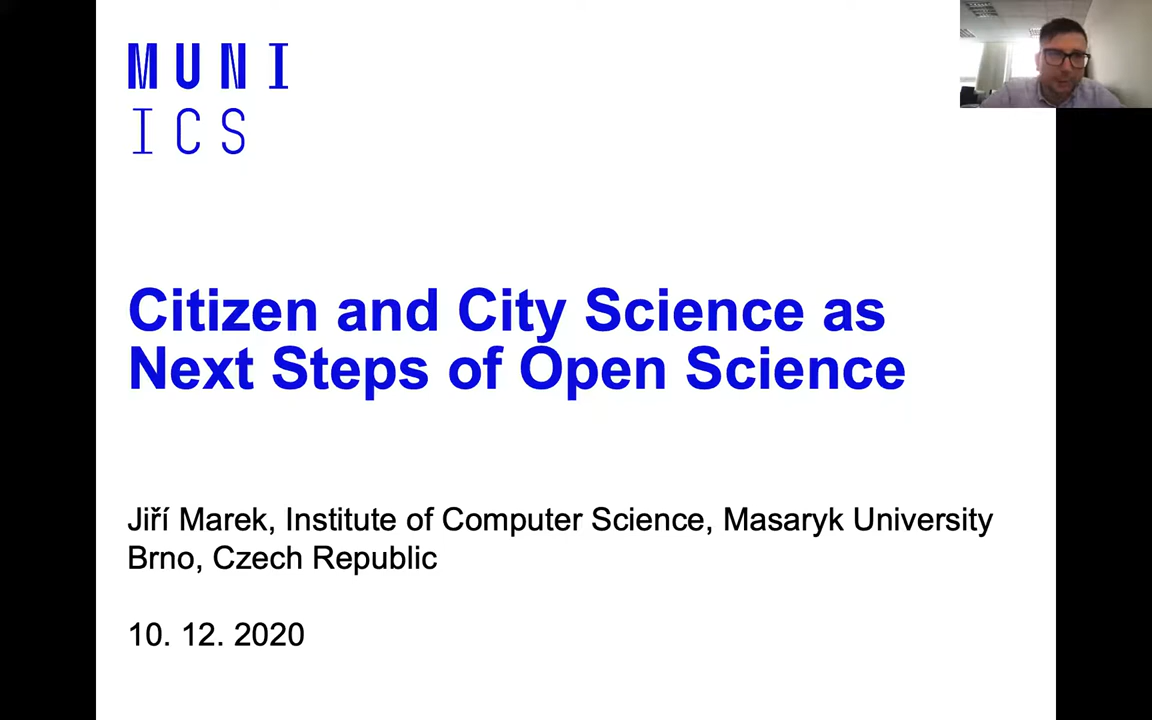 MUNI
ICS
Citizen and City Science as
Next Steps of Open Science
Jiří Marek, Institute of Computer Science, Masaryk University
Brno, Czech Republic
10. 12. 2020